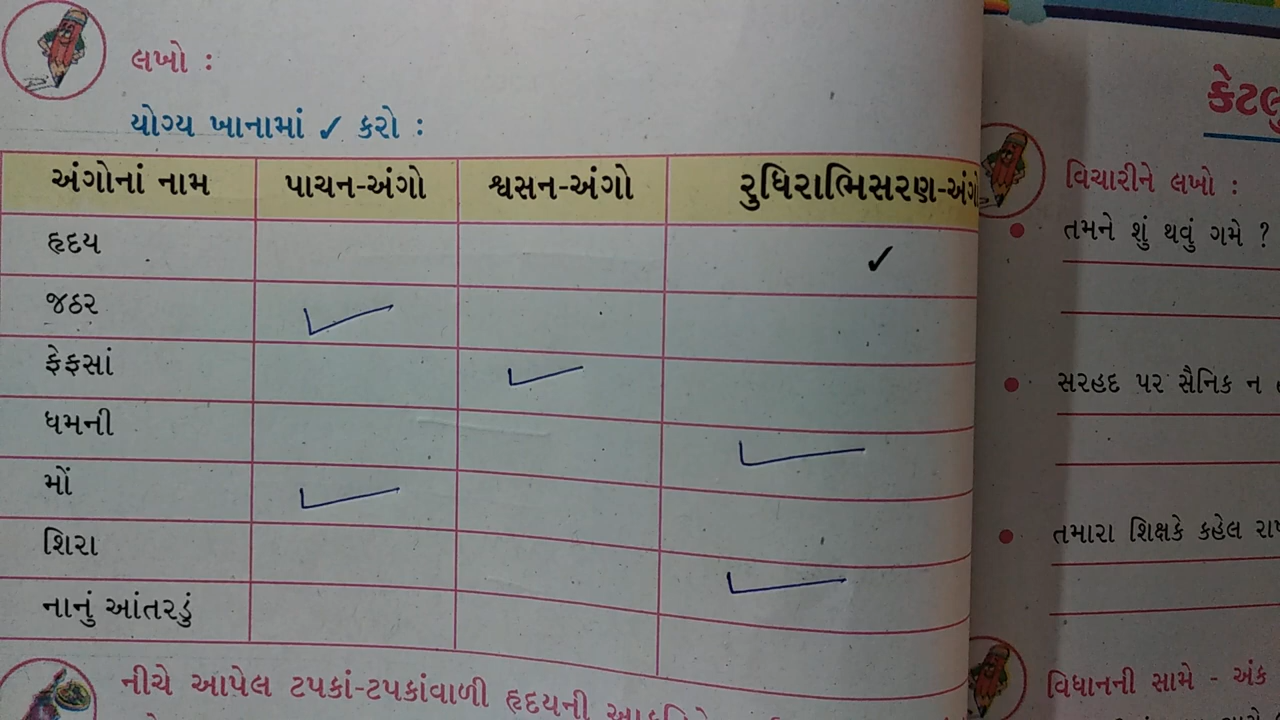 લખો :
યોગ્ય ખાનામાં ✓ કરો :
અંગોનાં નામ પાચન-અંગો શ્વસન-અંગો રુધિરાભિસરણ-અંગો
હૃદય ✓
જઠર ✓
ફેફસાં ✓
ધમની ✓
મોં ✓
શિરા ✓
નાનું આંતરડું
નીચે આપેલ ટપકાં-ટપકાંવાળી હૃદયની
વિચારીને લખો :
• તમને શું થવું ગમે ?
• સરહદ પર સૈનિક ન
• તમારા શિક્ષકે કહેલ
વિધાનની સામે - અંક